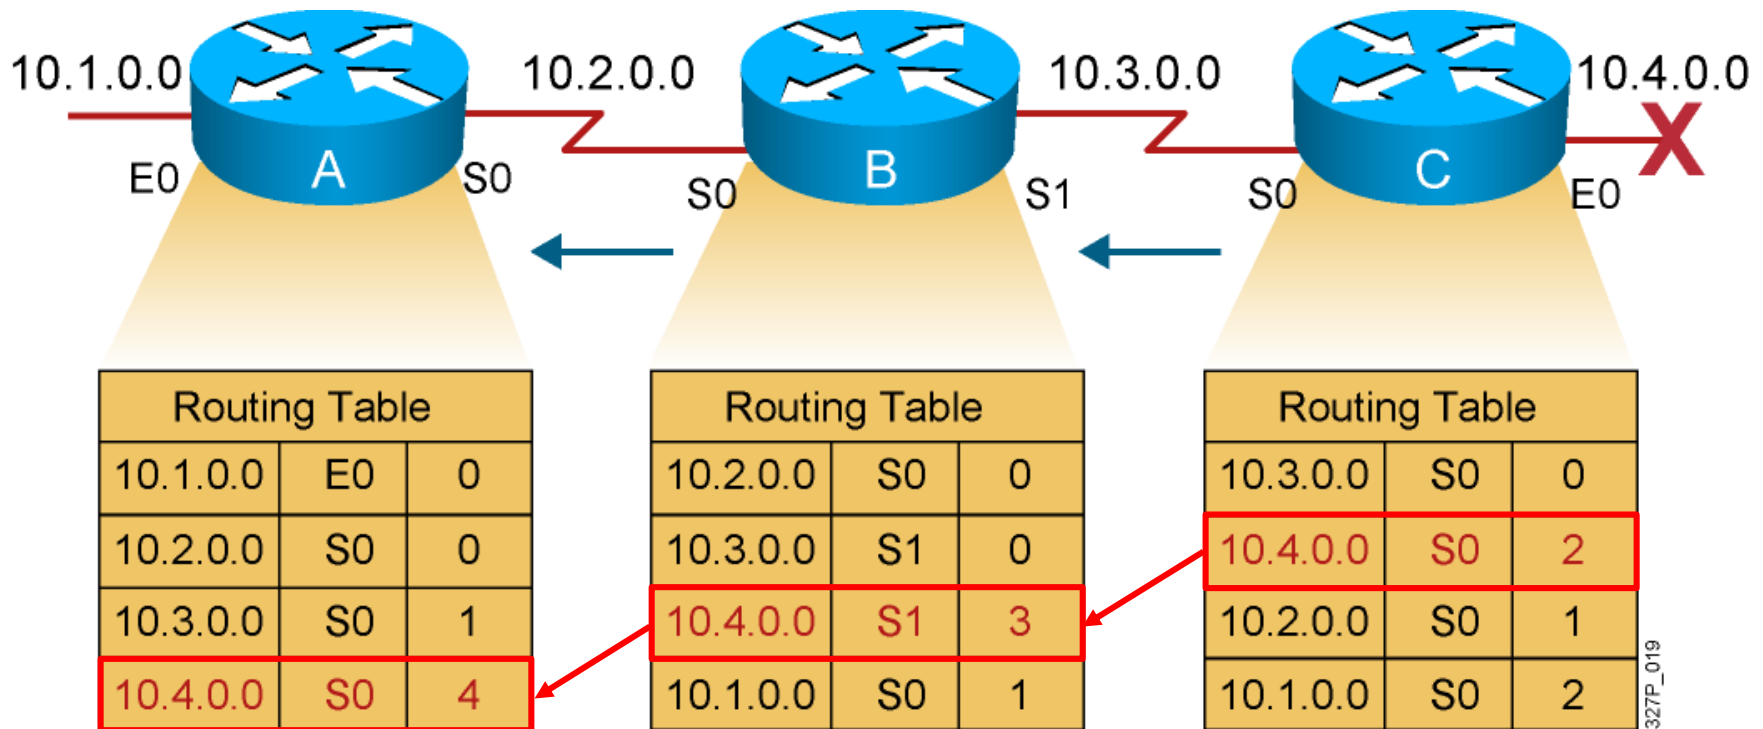 10.1.0.0 10.2.0.0 10.3.0.0 10.4.0.0
X
A B C
E0 S0 S0 S1 S0 E0
Routing Table
10.1.0.0 E0 0
10.2.0.0 S0 0
10.3.0.0 S0 1
10.4.0.0 S0 4
Routing Table
10.2.0.0 S0 0
10.3.0.0 S1 0
10.4.0.0 S1 3
10.1.0.0 S0 1
Routing Table
10.3.0.0 S0 0
10.4.0.0 S0 2
10.2.0.0 S0 1
10.1.0.0 S0 2
327P_019